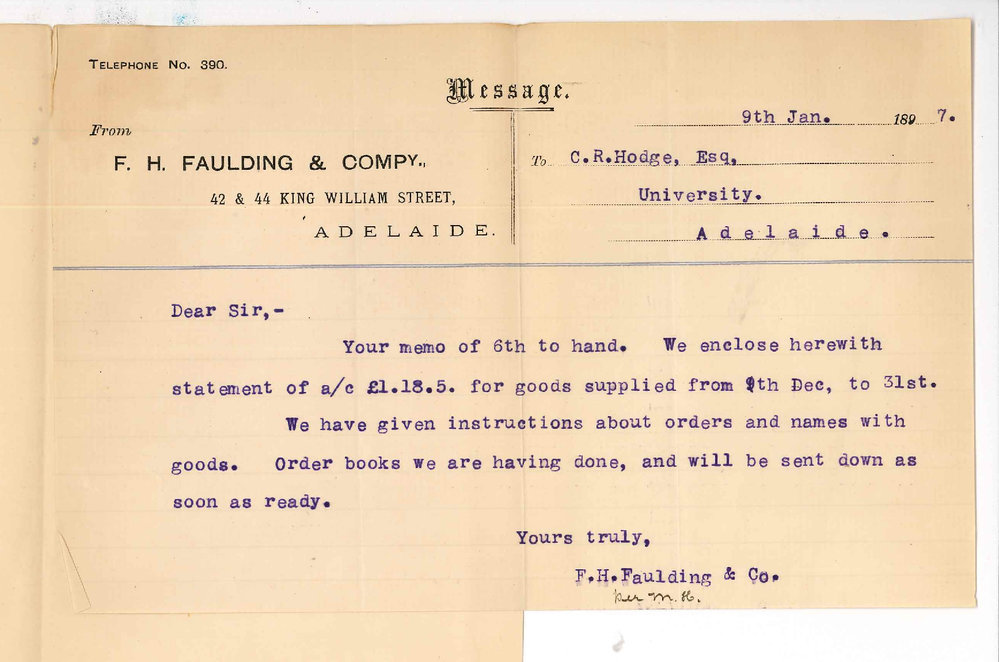 TELEPHONE NO. 390.
Message.
9th Jan. 1897.
From
F. H. FAULDING & COMPY.,
42 & 44 KING WILLIAM STREET,
ADELAIDE.
To C.R.Hodge, Esq,
University.
Adelaide.
Dear Sir,-
Your memo of 6th to hand. We enclose herewith
statement of a/c £1.18.5. for goods supplied from 9th Dec, to 31st.
We have given instructions about orders and names with
goods. Order books we are having done, and will be sent down as
soon as ready.
Yours truly,
F.H.Faulding & Co.
per M.H.